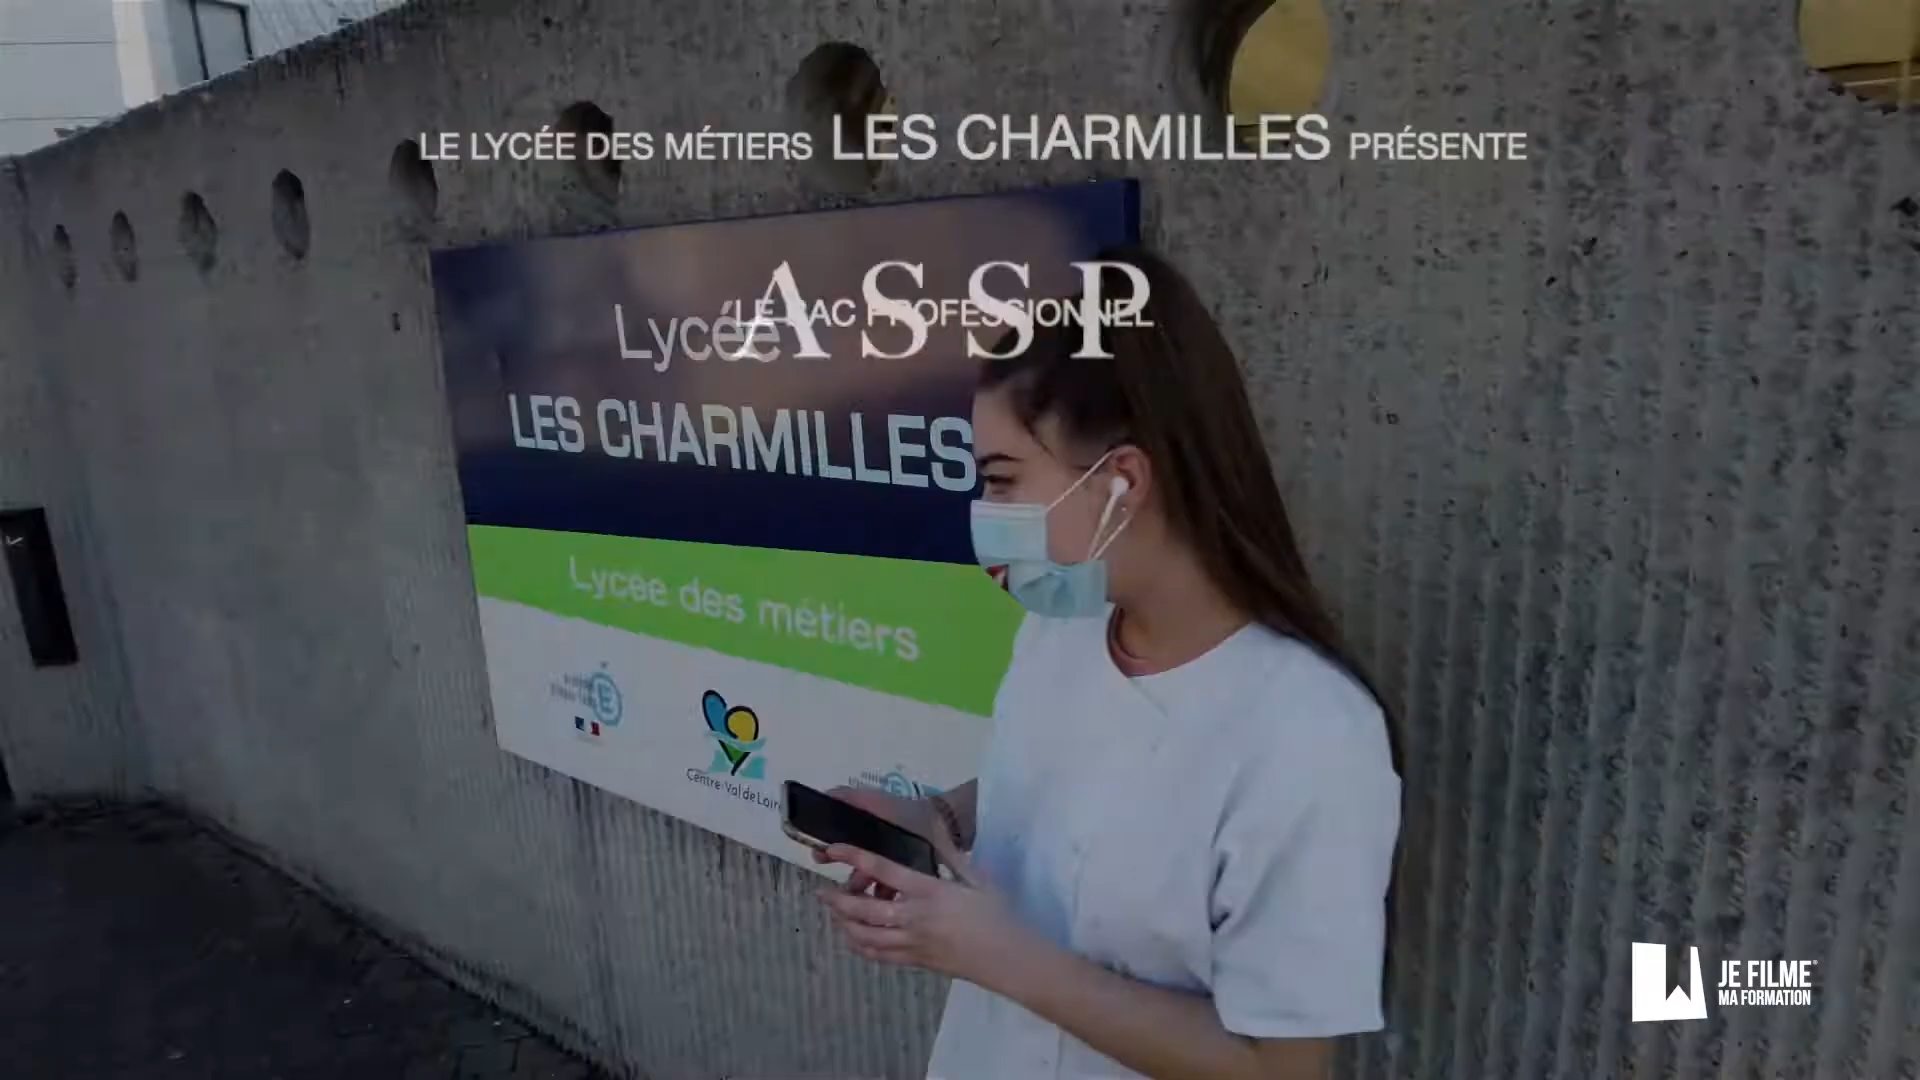 LE LYCÉE DES MÉTIERS LES CHARMILLES PRÉSENTE
ASSP
LE BAC PROFESSIONNEL
Lycée
LES CHARMILLES
Lycée des métiers
Centre-Val de Loire
JE FILME
MA FORMATION